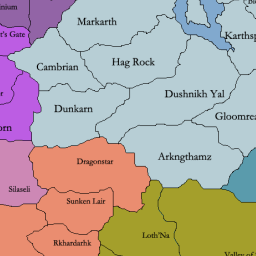 nium
Markarth
t's Gate
Karthsp
Hag Rock
Cambrian
Dushnikh Yal
Dunkarn
Gloomrea
orn
Arkngthamz
Dragonstar
Silaseli
Sunken Lair
Loth'Na
Rkhardarhk
Valley of